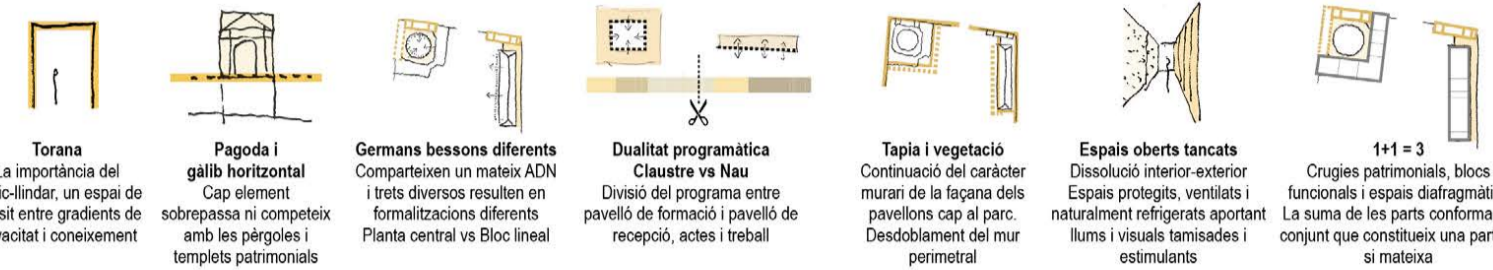 Torana
La importància del
ic-llindar, un espai de
sit entre gradients de
vacitat i coneixement
Pagoda i
gàlib horitzontal
Cap element
sobrepassa ni competeix
amb les pèrgoles i
templets patrimonials
Germans bessons diferents
Comparteixen un mateix ADN
i trets diversos resulten en
formalitzacions diferents
Planta central vs Bloc lineal
Dualitat programàtica
Claustre vs Nau
Divisió del programa entre
pavelló de formació i pavelló de
recepció, actes i treball
Tapia i vegetació
Continuació del caràcter
murari de la façana dels
pavellons cap al parc.
Desdoblament del mur
perimetral
Espais oberts tancats
Dissolució interior-exterior
Espais protegits, ventilats i
naturalment refrigerats aportant
llums i visuals tamisades i
estimulants
1+1 = 3
Crugies patrimonials, blocs
funcionals i espais diafragmàti
La suma de les parts conforma
conjunt que constitueix una part
si mateixa